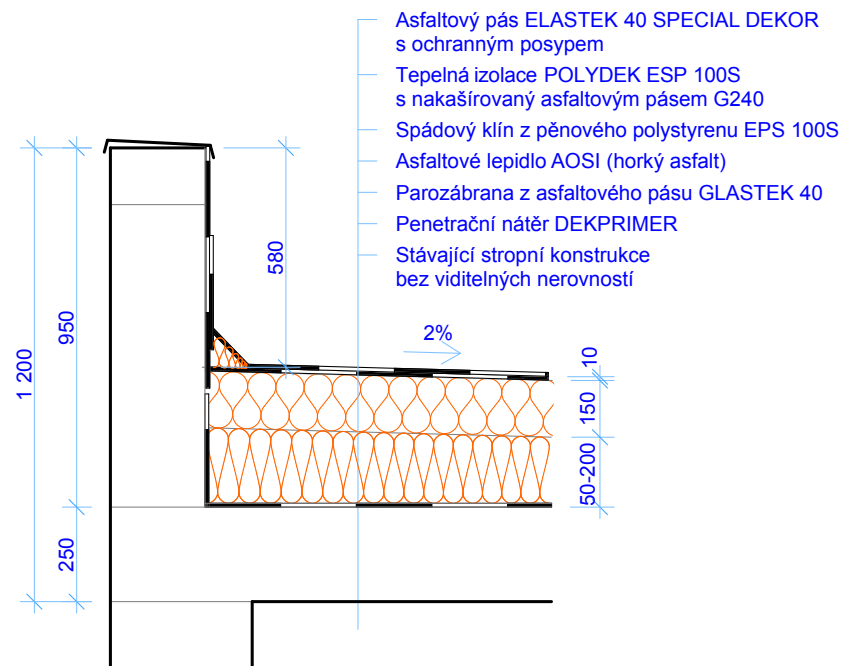 Asfaltový pás ELASTEK 40 SPECIAL DEKOR
s ochranným posypem
Tepelná izolace POLYDEK ESP 100S
s nakašírovaný asfaltovým pásem G240
Spádový klín z pěnového polystyrenu EPS 100S
Asfaltové lepidlo AOSI (horký asfalt)
Parozábrana z asfaltového pásu GLASTEK 40
Penetrační nátěr DEKPRIMER
Stávající stropní konstrukce
bez viditelných nerovností
580
2%
950
1 200
10
150
50-200
250